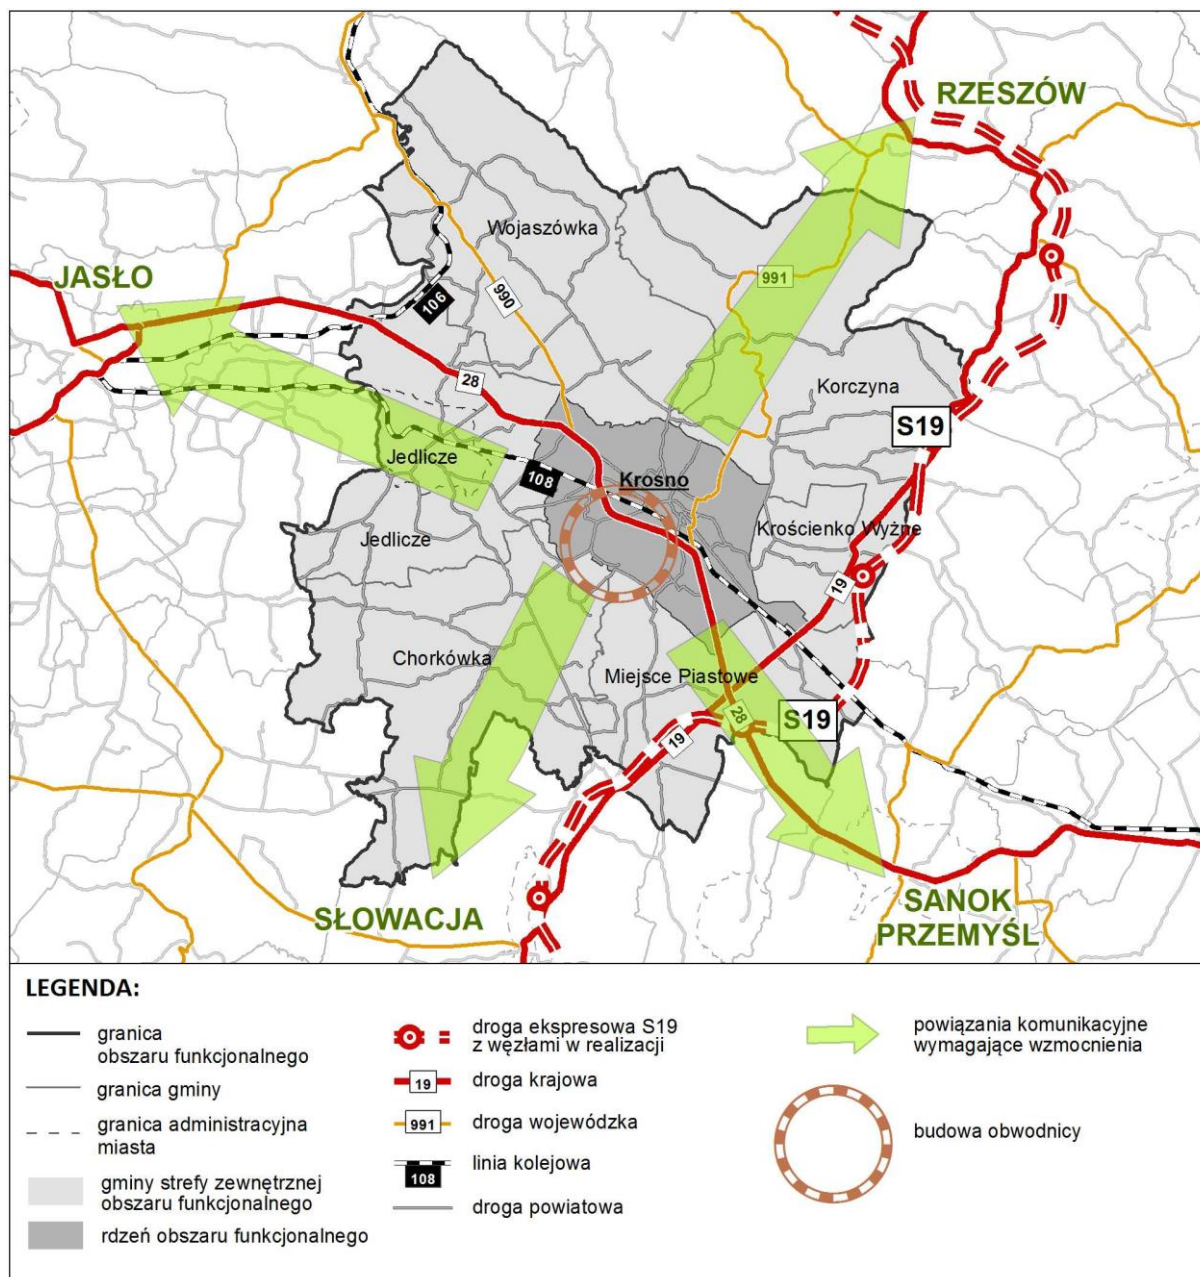 RZESZÓW
Wojaszówka
JASŁO
991
990
106
28
Korczyna
S19
Jedlicze
108
Krosno
Krościenko Wyżne
Jedlicze
19
Chorkówka
Miejsce Piastowe
28
S19
19
SŁOWACJA
SANOK
PRZEMYŚL
LEGENDA:
granica
obszaru funkcjonalnego
granica gminy
granica administracyjna
miasta
gminy strefy zewnętrznej
obszaru funkcjonalnego
rdzeń obszaru funkcjonalnego
droga ekspresowa S19
z węzłami w realizacji
19
droga krajowa
991
droga wojewódzka
linia kolejowa
108
droga powiatowa
powiązania komunikacyjne
wymagające wzmocnienia
budowa obwodnicy